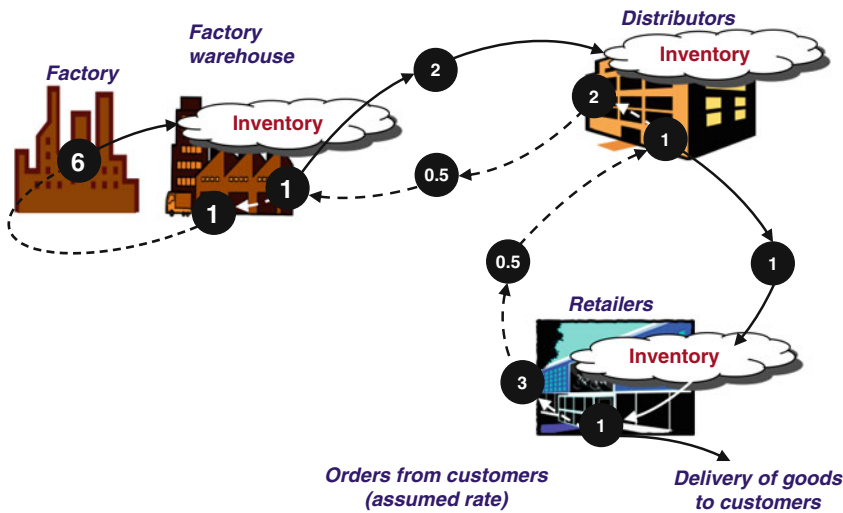 Distributors
Factory
warehouse
Inventory
Factory
2
Inventory
2
6
1
0.5
1
1
0.5
1
Retailers
Inventory
3
1
Orders from customers
(assumed rate)
Delivery of goods
to customers